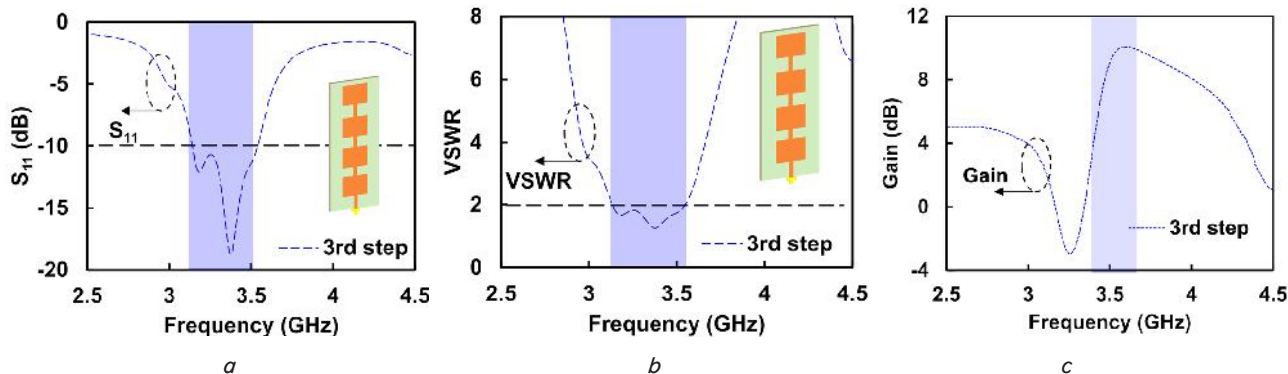 0
-5
-10
-15
-20
S11 (dB)
S11
3rd step
2.5 3 3.5 4 4.5
Frequency (GHz)
a
8
6
4
2
0
VSWR
VSWR
3rd step
2.5 3 3.5 4 4.5
Frequency (GHz)
b
12
8
4
0
-4
Gain (dB)
Gain
3rd step
2.5 3 3.5 4 4.5
Frequency (GHz)
c